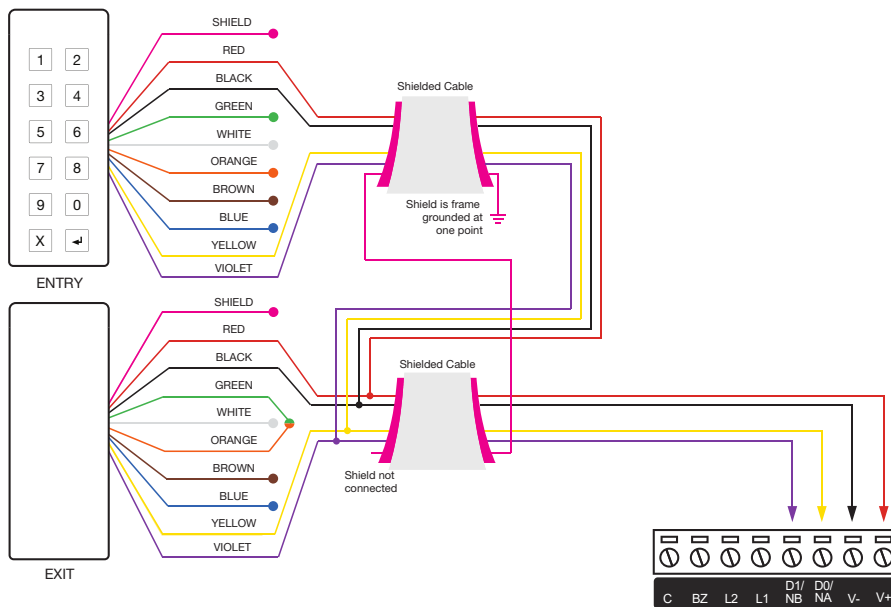 SHIELD
RED
BLACK
GREEN
WHITE
ORANGE
BROWN
BLUE
YELLOW
VIOLET
1 2
3 4
5 6
7 8
9 0
X ↵
ENTRY
Shielded Cable
Shield is frame
grounded at
one point
SHIELD
RED
BLACK
GREEN
WHITE
ORANGE
BROWN
BLUE
YELLOW
VIOLET
EXIT
Shielded Cable
Shield not
connected
C BZ L2 L1 D1/NB D0/NA V- V+